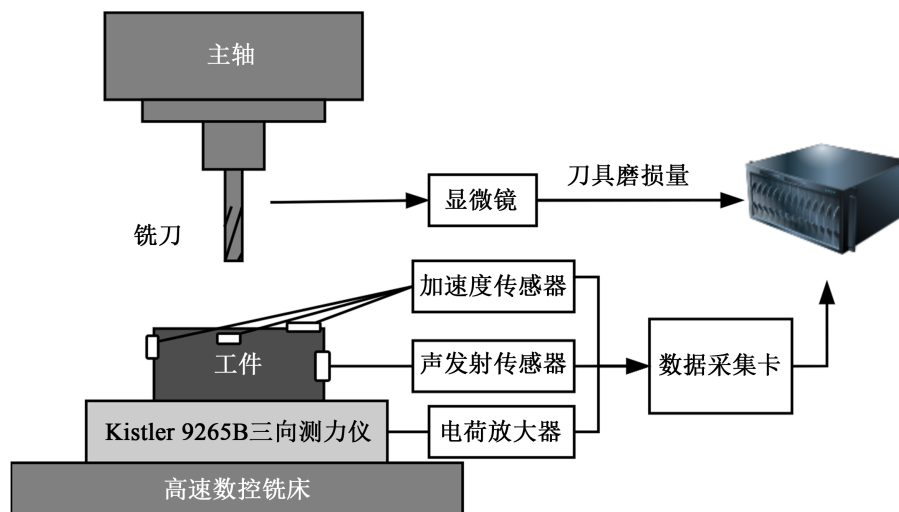 主轴
铣刀
显微镜
刀具磨损量
加速度传感器
工件
声发射传感器
数据采集卡
Kistler 9265B三向测力仪
电荷放大器
高速数控铣床